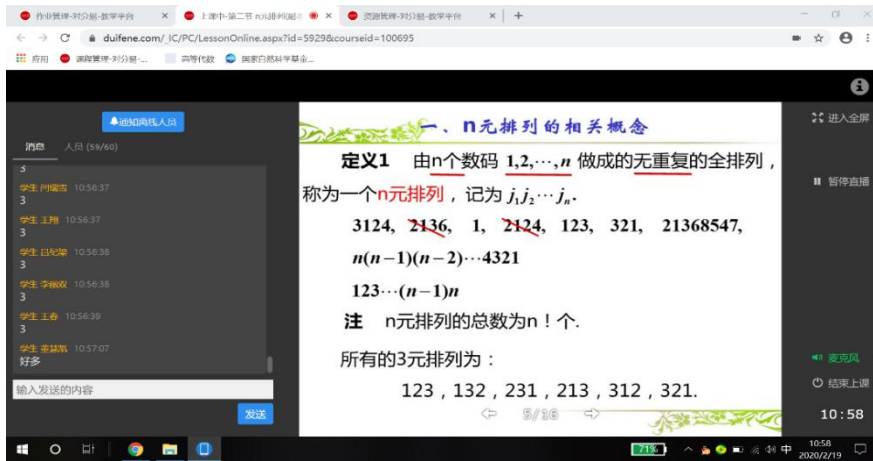 作业管理-对分易-教学平台
上课中-第二节 n元排列(
资源管理-对分易-教学平台
duifene.com/_IC/PC/LessonOnline.aspx?id=5929&courseid=100695
应用 课程管理-对分易-... 高等代数 国家自然科学基金...
通知离线人员
消息 人员 (59/60)
3
学生 10:56:37
3
学生 王翔 10:56:37
3
学生 10:56:38
3
学生 10:56:38
3
学生 王春 10:56:39
3
学生 10:57:07
好多
输入发送的内容
发送
一、n元排列的相关概念
定义1 由n个数码 1,2,⋯,n 做成的无重复的全排列，
称为一个n元排列，记为 j₁j₂⋯jₙ.
3124, 2136, 1, 2124, 123, 321, 21368547,
n(n−1)(n−2)⋯4321
123⋯(n−1)n
注 n元排列的总数为n！个.
所有的3元排列为：
123，132，231，213，312，321.
5/16
进入全屏
暂停直播
麦克风
结束上课
10:58
71%
中
10:58
2020/2/19